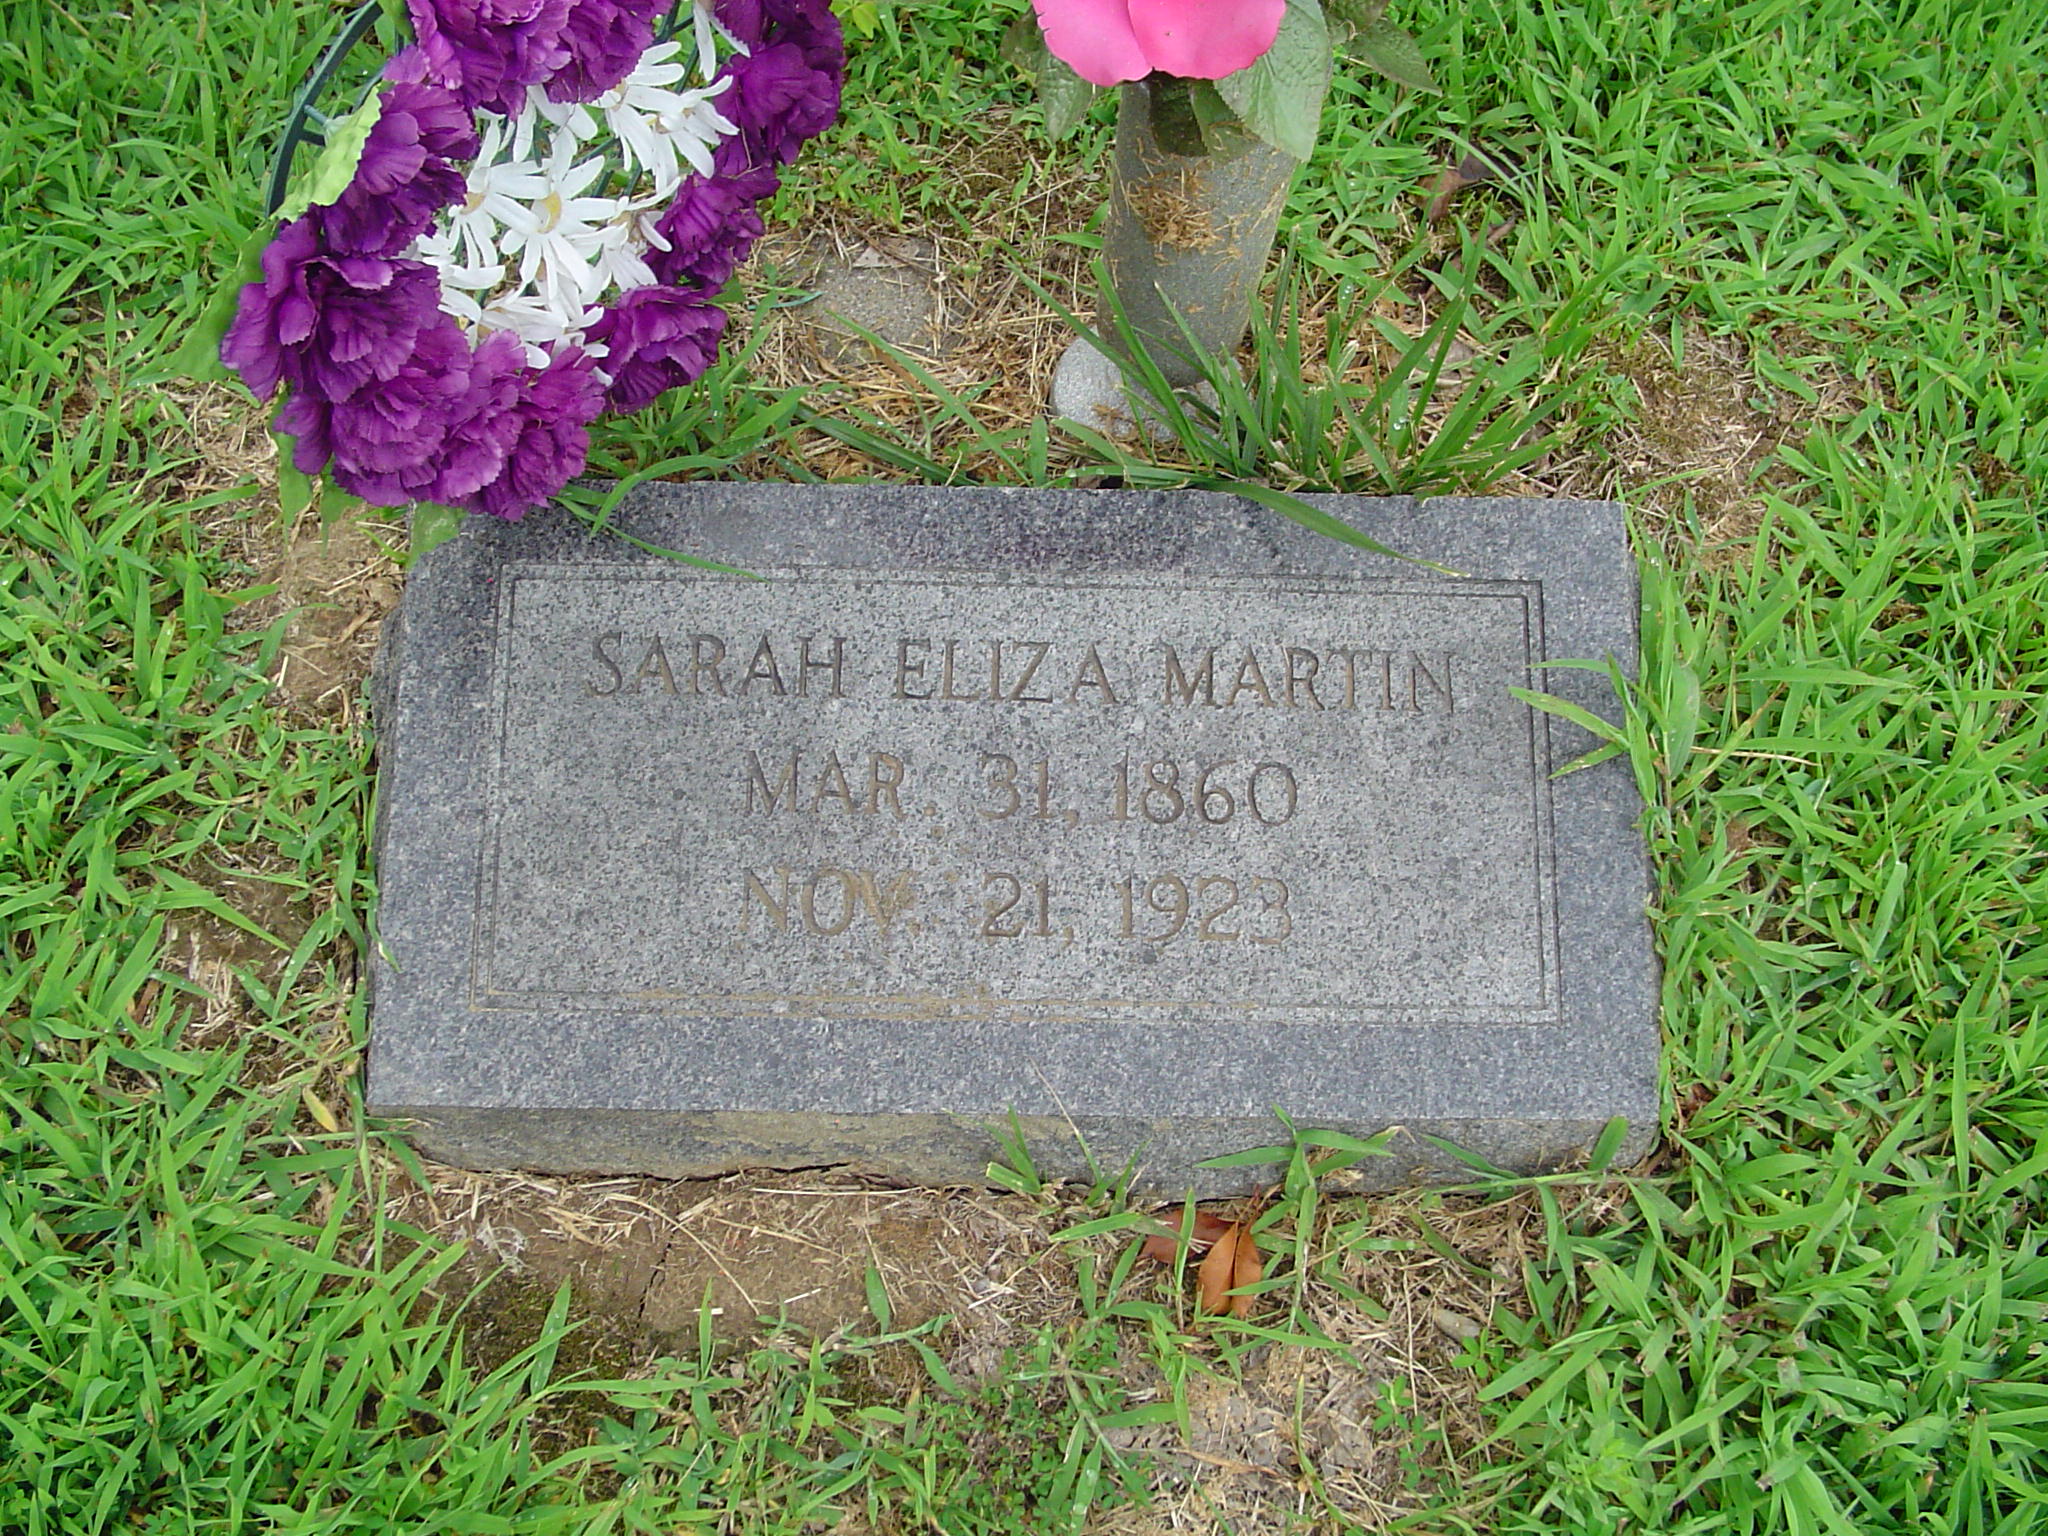 SARAH ELIZA MARTIN
MAR. 31, 1860
NOV. 21, 1923